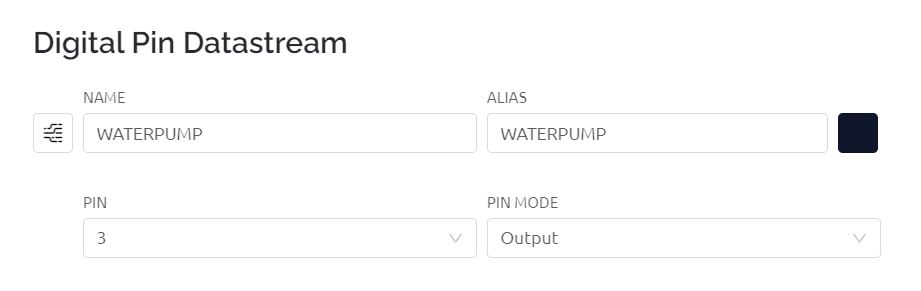 Digital Pin Datastream
NAME
ALIAS
WATERPUMP
WATERPUMP
PIN
PIN MODE
3
Output